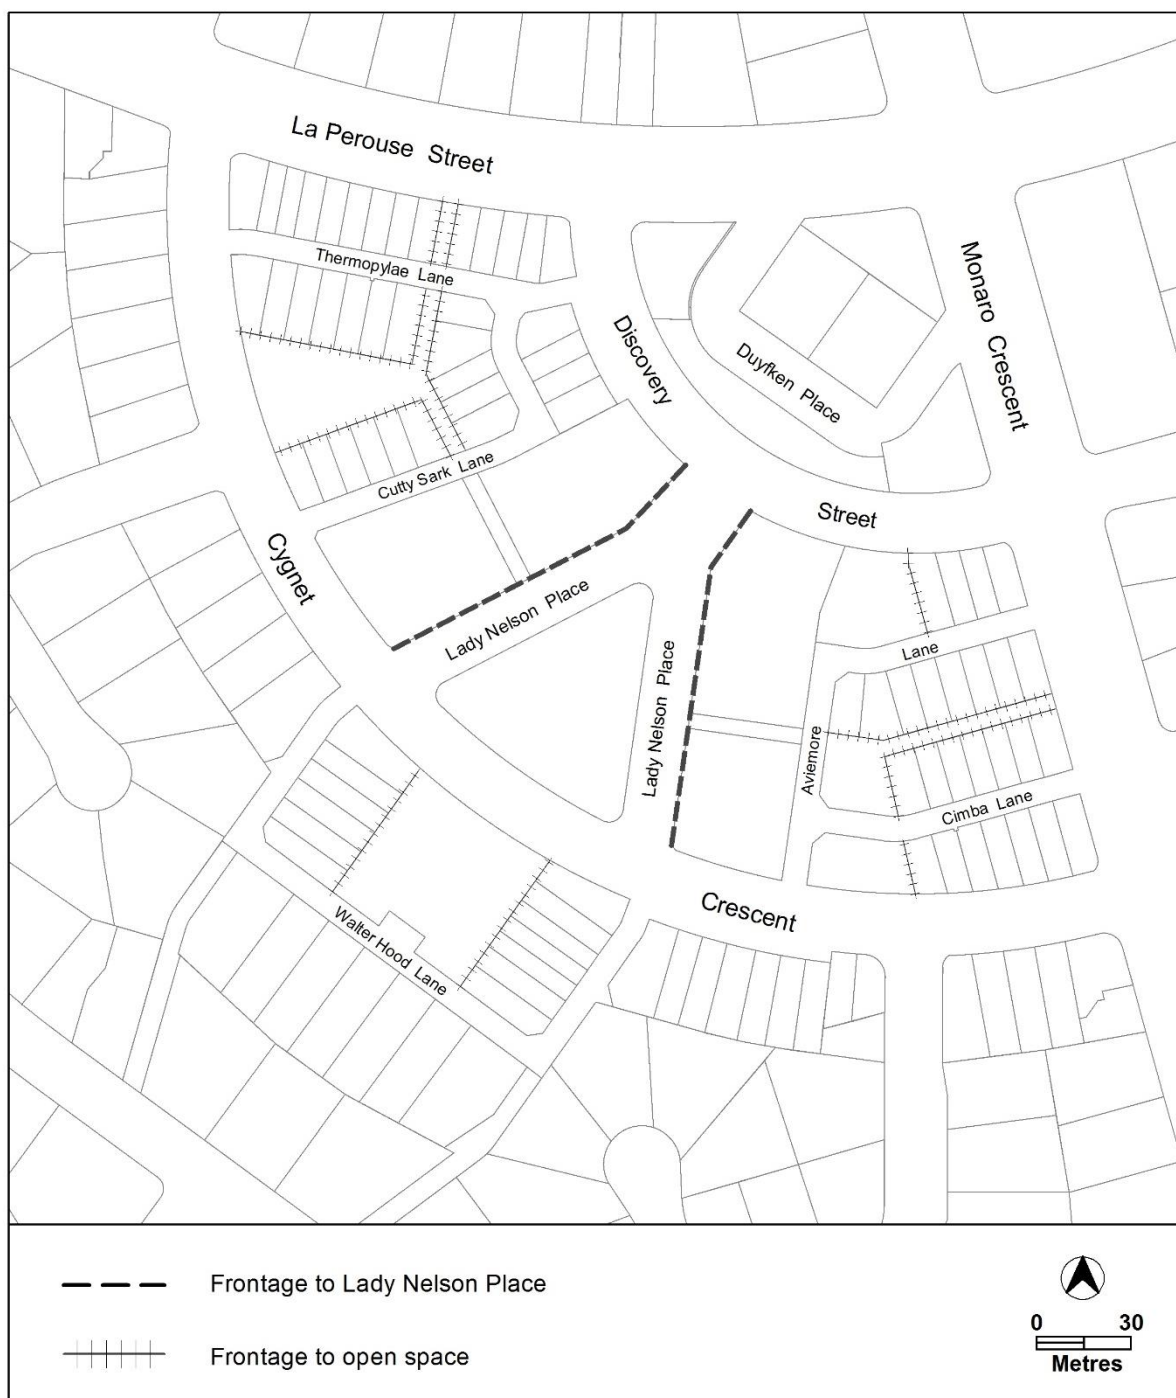 La Perouse Street
Thermopylae Lane
Discovery
Duyfken Place
Monaro Crescent
Cutty Sark Lane
Street
Cygnet
Lady Nelson Place
Lady Nelson Place
Lane
Aviemore
Cimba Lane
Crescent
Walter Hood Lane
Frontage to Lady Nelson Place
Frontage to open space
0 30
Metres